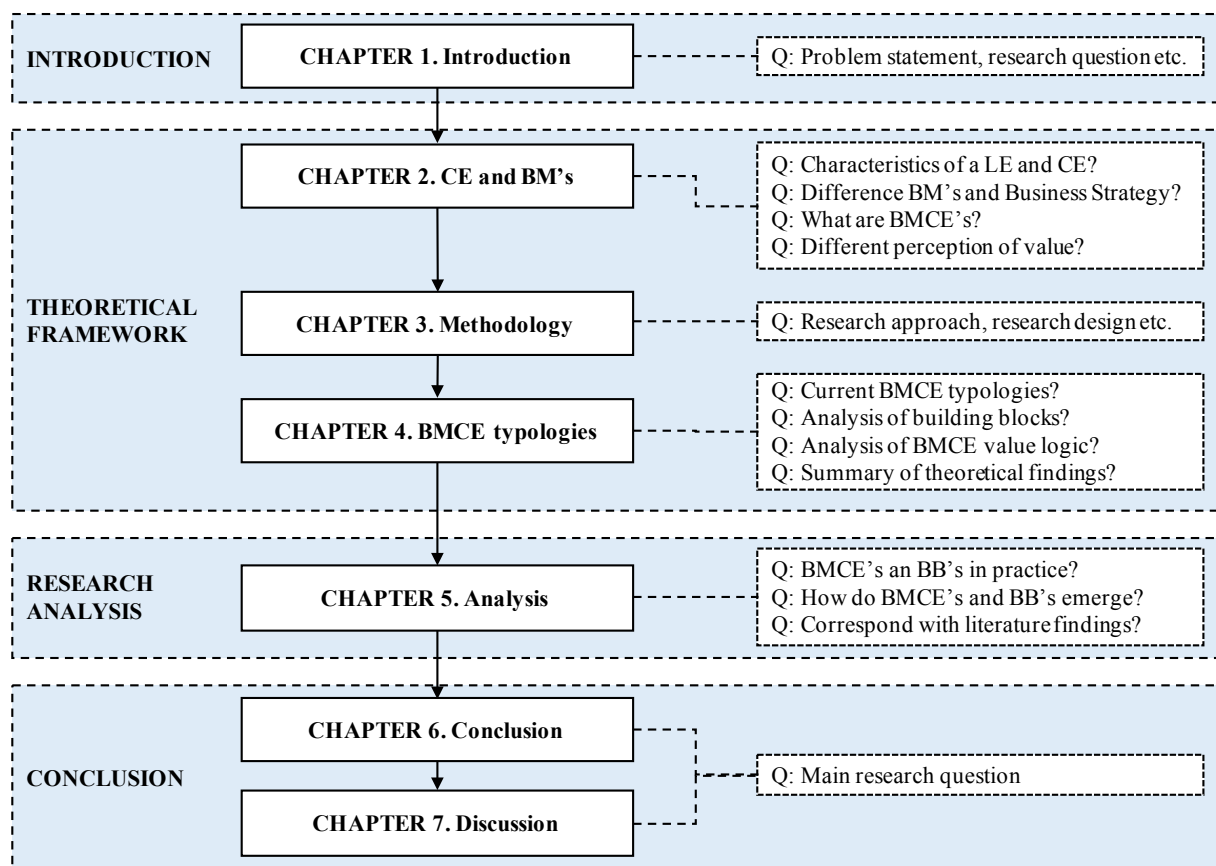 INTRODUCTION
CHAPTER 1. Introduction
Q: Problem statement, research question etc.
THEORETICAL
FRAMEWORK
CHAPTER 2. CE and BM’s
Q: Characteristics of a LE and CE?
Q: Difference BM’s and Business Strategy?
Q: What are BMCE’s?
Q: Different perception of value?
CHAPTER 3. Methodology
Q: Research approach, research design etc.
CHAPTER 4. BMCE typologies
Q: Current BMCE typologies?
Q: Analysis of building blocks?
Q: Analysis of BMCE value logic?
Q: Summary of theoretical findings?
RESEARCH
ANALYSIS
CHAPTER 5. Analysis
Q: BMCE’s an BB’s in practice?
Q: How do BMCE’s and BB’s emerge?
Q: Correspond with literature findings?
CONCLUSION
CHAPTER 6. Conclusion
CHAPTER 7. Discussion
Q: Main research question